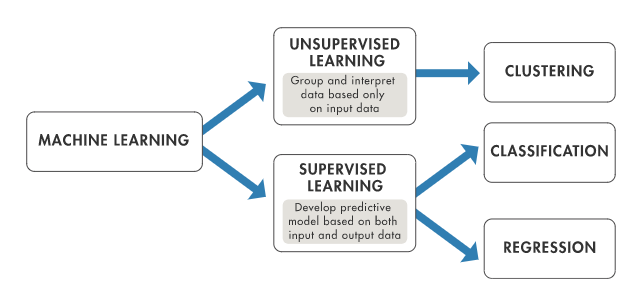 MACHINE LEARNING
UNSUPERVISED
LEARNING
Group and interpret
data based only
on input data
CLUSTERING
SUPERVISED
LEARNING
Develop predictive
model based on both
input and output data
CLASSIFICATION
REGRESSION